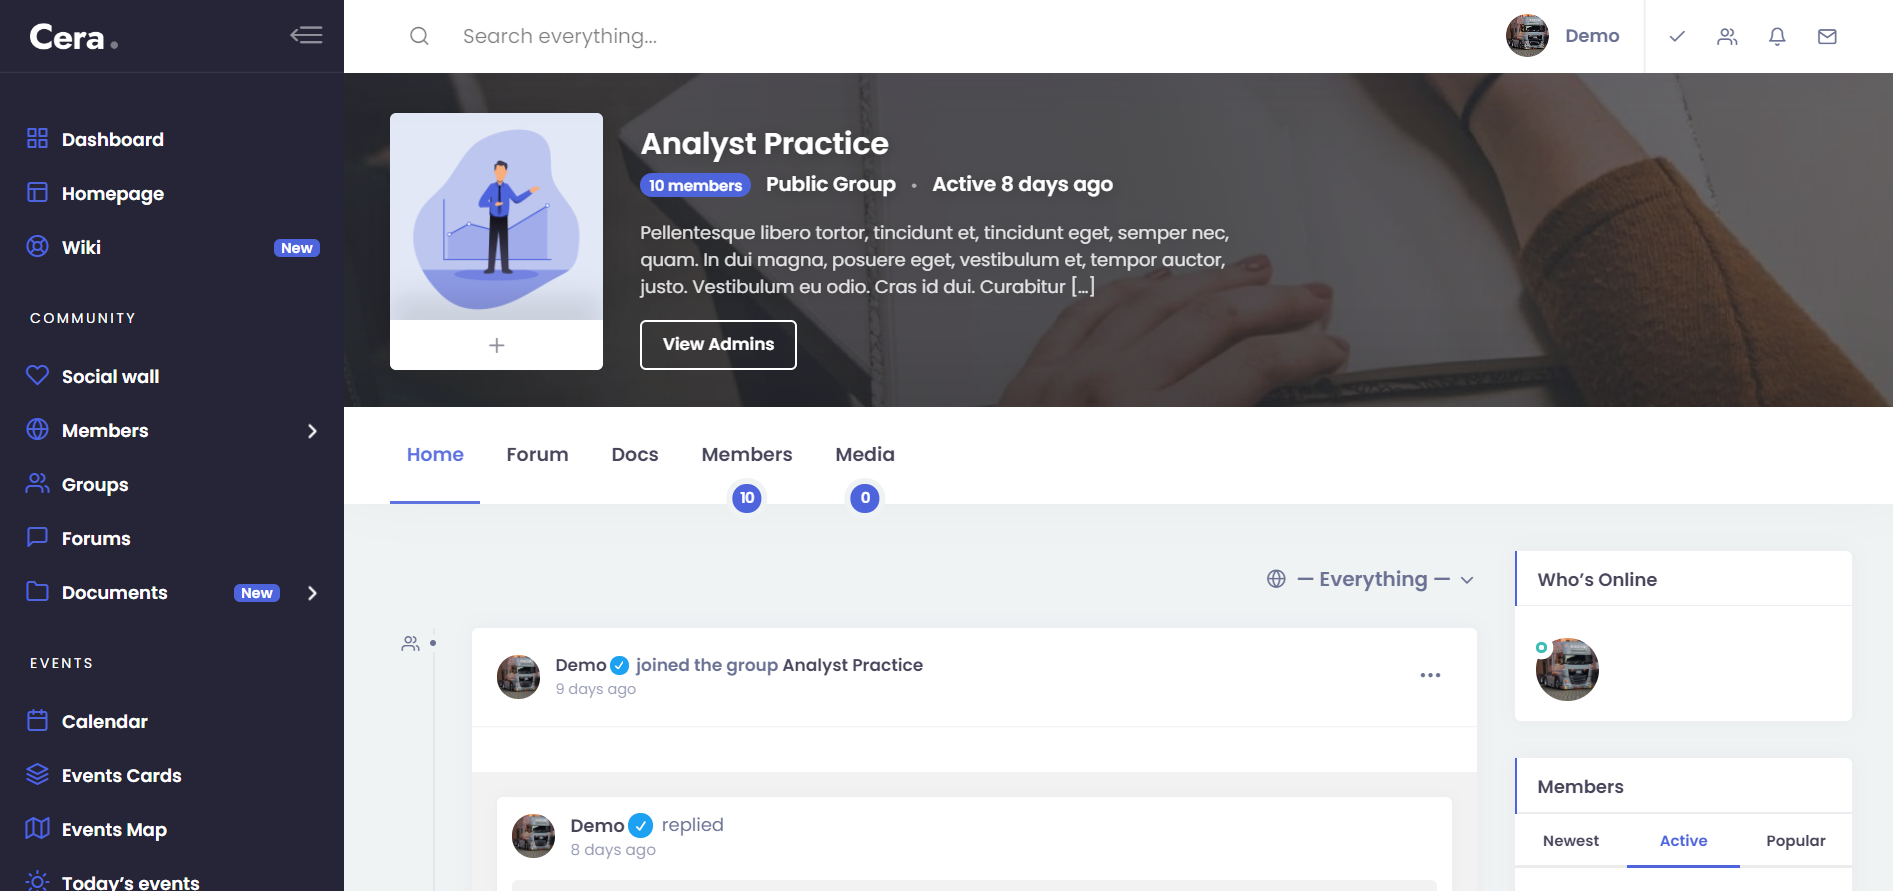 Cera.
Search everything...
Demo
Dashboard
Homepage
Wiki
New
COMMUNITY
Social wall
Members
Groups
Forums
Documents
New
EVENTS
Calendar
Events Cards
Events Map
Today's events
Analyst Practice
10 members Public Group • Active 8 days ago
Pellentesque libero tortor, tincidunt et, tincidunt eget, semper nec,
quam. In dui magna, posuere eget, vestibulum et, tempor auctor,
justo. Vestibulum eu odio. Cras id dui. Curabitur [...]
View Admins
Home Forum Docs Members Media
10 0
— Everything —
Demo joined the group Analyst Practice
9 days ago
Demo replied
8 days ago
Who's Online
Members
Newest Active Popular